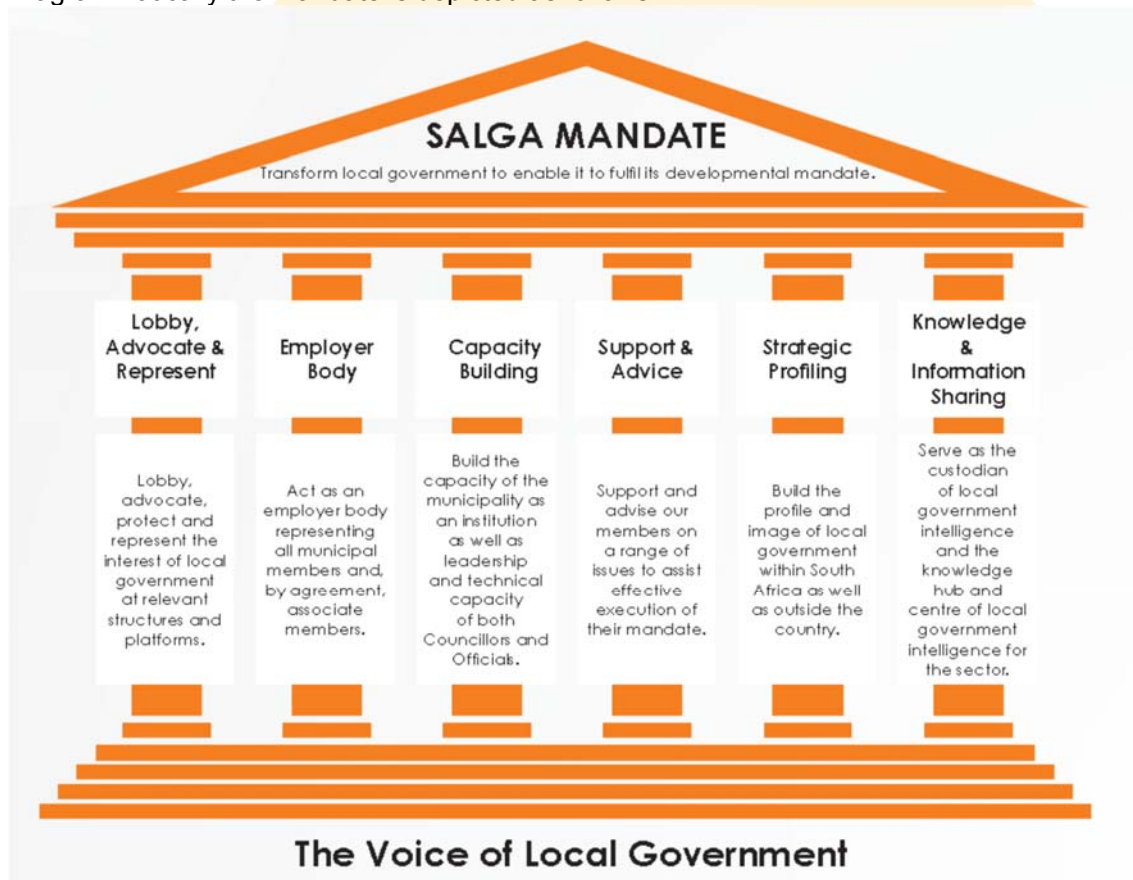 SALGA MANDATE
Transform local government to enable it to fulfil its developmental mandate.
Lobby,
Advocate &
Represent
Employer
Body
Capacity
Building
Support &
Advice
Strategic
Profiling
Knowledge
&
Information
Sharing
Lobby,
advocate,
protect and
represent the
interest of local
government
at relevant
structures and
platforms.
Act as an
employer body
representing
all municipal
members and,
by agreement,
associate
members.
Build the
capacity of the
municipality as
an institution
as well as
leadership
and technical
capacity
of both
Councillors and
Officials.
Support and
advise our
members on
a range of
issues to assist
effective
execution of
their mandate.
Build the
profile and
image of local
government
within South
Africa as well
as outside the
country.
Serve as the
custodian
of local
government
intelligence
and the
knowledge
hub and
centre of local
government
intelligence for
the sector.
The Voice of Local Government